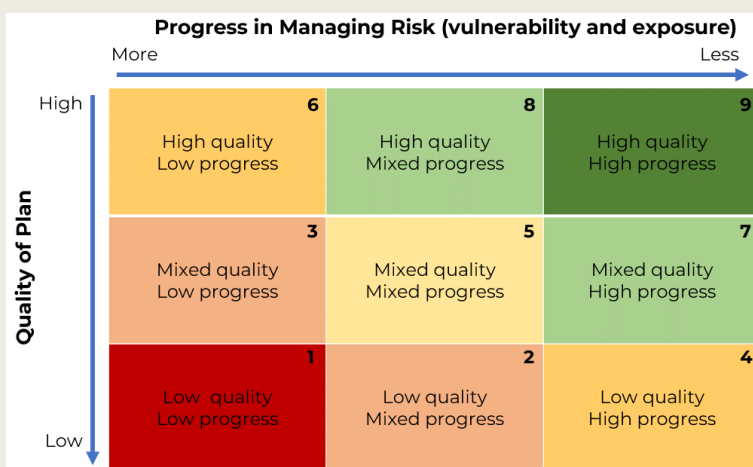 Progress in Managing Risk (vulnerability and exposure)
More
Less
High
6
High quality
Low progress
8
High quality
Mixed progress
9
High quality
High progress
Quality of Plan
3
Mixed quality
Low progress
5
Mixed quality
Mixed progress
7
Mixed quality
High progress
1
Low quality
Low progress
2
Low quality
Mixed progress
4
Low quality
High progress
Low